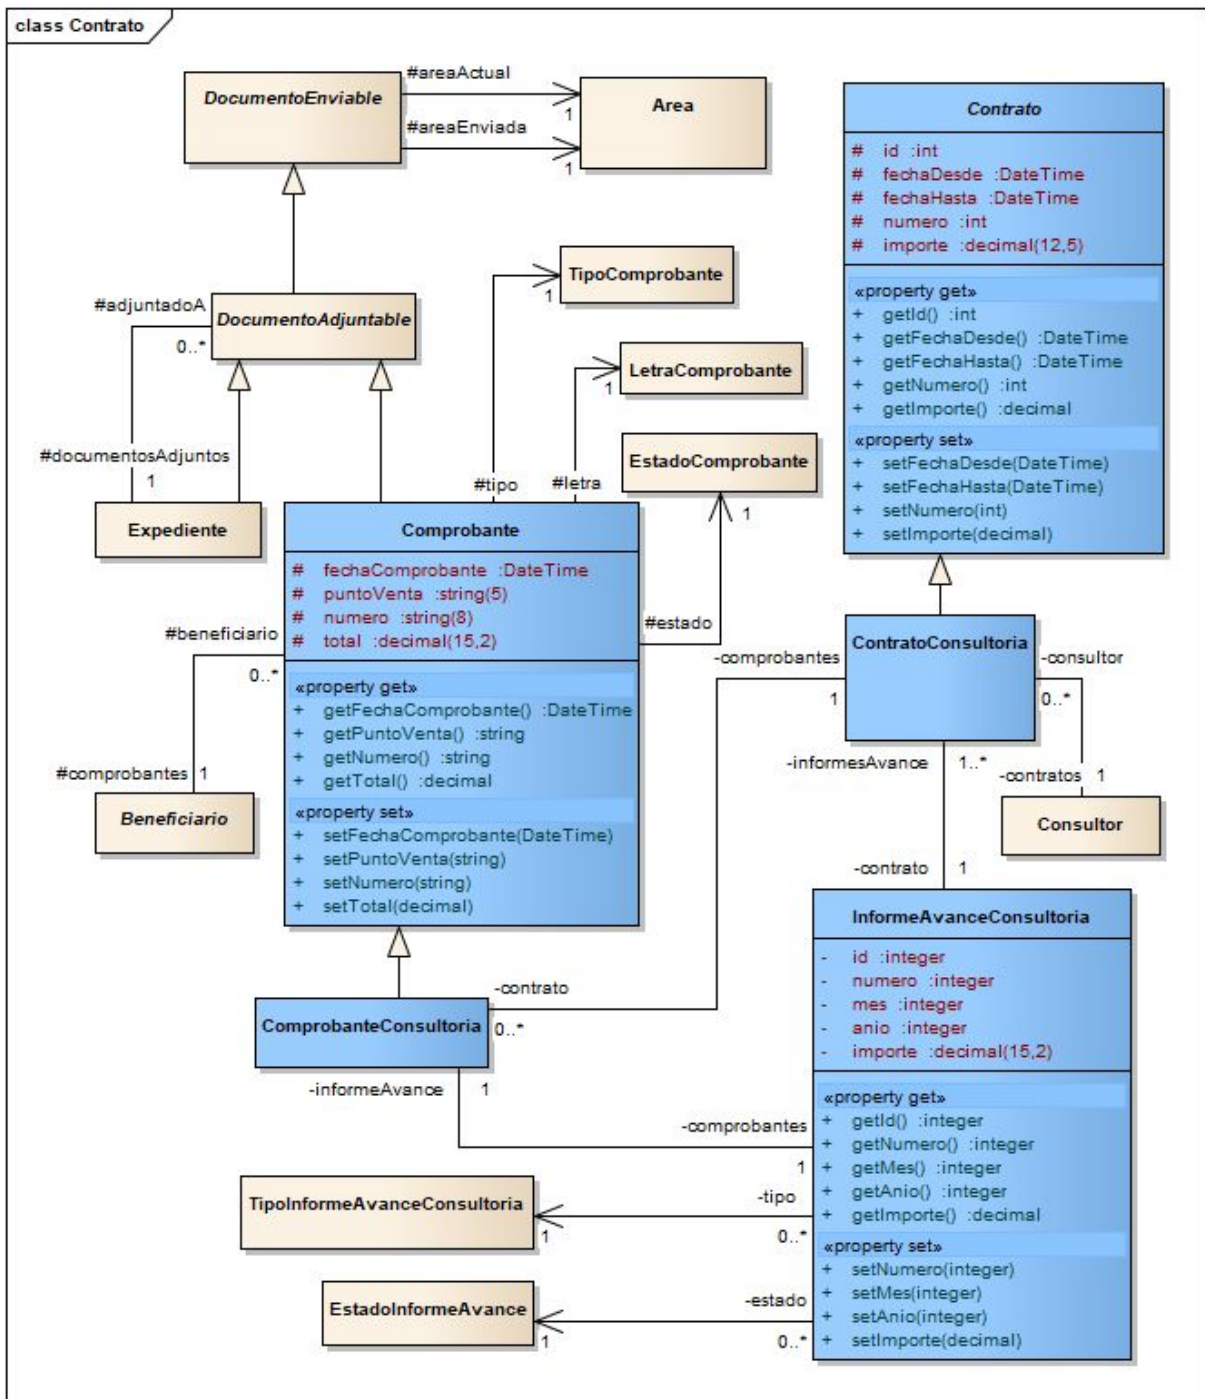 class Contrato
DocumentoEnviable
#areaActual
1
#areaEnviada
1
Area
Contrato
# id :int
# fechaDesde :DateTime
# fechaHasta :DateTime
# numero :int
# importe :decimal(12,5)
«property get»
+ getId() :int
+ getFechaDesde() :DateTime
+ getFechaHasta() :DateTime
+ getNumero() :int
+ getImporte() :decimal
«property set»
+ setFechaDesde(DateTime)
+ setFechaHasta(DateTime)
+ setNumero(int)
+ setImporte(decimal)
TipoComprobante
1
#adjuntadoA
0..*
DocumentoAdjuntable
LetraComprobante
1
EstadoComprobante
1
#documentosAdjuntos
1
#tipo
#letra
Expediente
Comprobante
# fechaComprobante :DateTime
# puntoVenta :string(5)
# numero :string(8)
# total :decimal(15,2)
«property get»
+ getFechaComprobante() :DateTime
+ getPuntoVenta() :string
+ getNumero() :string
+ getTotal() :decimal
«property set»
+ setFechaComprobante(DateTime)
+ setPuntoVenta(string)
+ setNumero(string)
+ setTotal(decimal)
#estado
#beneficiario
0..*
#comprobantes 1
Beneficiario
ContratoConsultoria
-comprobantes
1
-consultor
0..*
-informesAvance
1..*
-contratos 1
Consultor
-contrato 1
InformeAvanceConsultoria
- id :integer
- numero :integer
- mes :integer
- anio :integer
- importe :decimal(15,2)
«property get»
+ getId() :integer
+ getNumero() :integer
+ getMes() :integer
+ getAnio() :integer
+ getImporte() :decimal
«property set»
+ setNumero(integer)
+ setMes(integer)
+ setAnio(integer)
+ setImporte(decimal)
ComprobanteConsultoria
-contrato
0..*
-informeAvance 1
-comprobantes
1
TipoInformeAvanceConsultoria
1
-tipo
0..*
EstadoInformeAvance
1
-estado
0..*